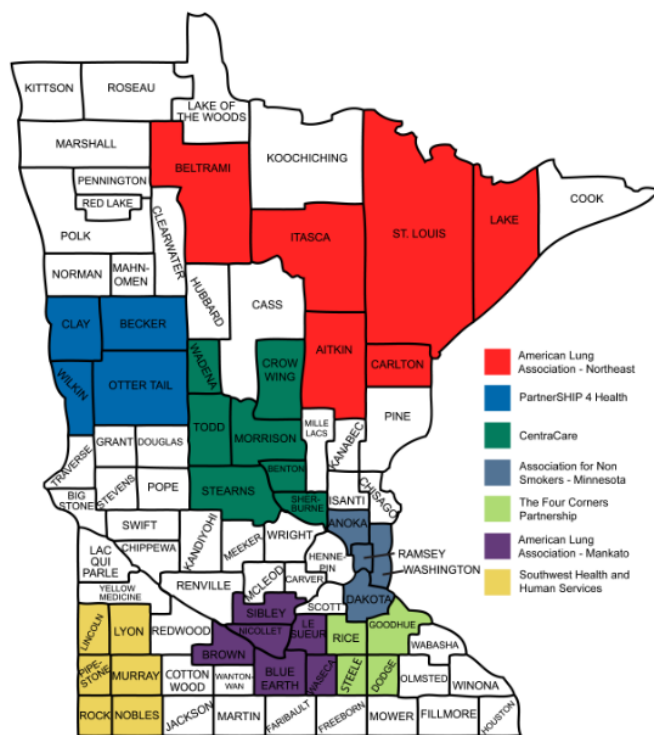 KITTSON
ROSEAU
LAKE OF
THE WOODS
MARSHALL
BELTRAMI
KOOCHICHING
PENNINGTON
RED LAKE
POLK
CLEARWATER
ITASCA
ST. LOUIS
LAKE
COOK
NORMAN
MAHN-
OMEN
HUBBARD
CASS
CLAY
BECKER
WADENA
CROW
WING
AITKIN
CARLTON
WILKIN
OTTER TAIL
PINE
TODD
MORRISON
MILLE
LACS
KANABEC
GRANT
DOUGLAS
TRAVERSE
BENTON
BIG
STONE
STEVENS
POPE
STEARNS
SHER-
BURNE
ISANTI
CHISAGO
SWIFT
KANDIYOHI
MEEKER
WRIGHT
ANOKA
LAC
QUI
PARLE
CHIPPEWA
HENNE-
PIN
RAMSEY
WASHINGTON
YELLOW
MEDICINE
RENVILLE
MCLEOD
CARVER
SCOTT
DAKOTA
LINCOLN
LYON
REDWOOD
SIBLEY
NICOLLET
LE
SUEUR
RICE
GOODHUE
WABASHA
PIPE-
STONE
MURRAY
COTTON
WOOD
BROWN
WANTON-
WAN
BLUE
EARTH
WASECA
STEELE
DODGE
OLMSTED
WINONA
ROCK
NOBLES
JACKSON
MARTIN
FARIBAULT
FREEBORN
MOWER
FILLMORE
HOUSTON
American Lung
Association - Northeast
PartnerSHIP 4 Health
CentraCare
Association for Non
Smokers - Minnesota
The Four Corners
Partnership
American Lung
Association - Mankato
Southwest Health and
Human Services